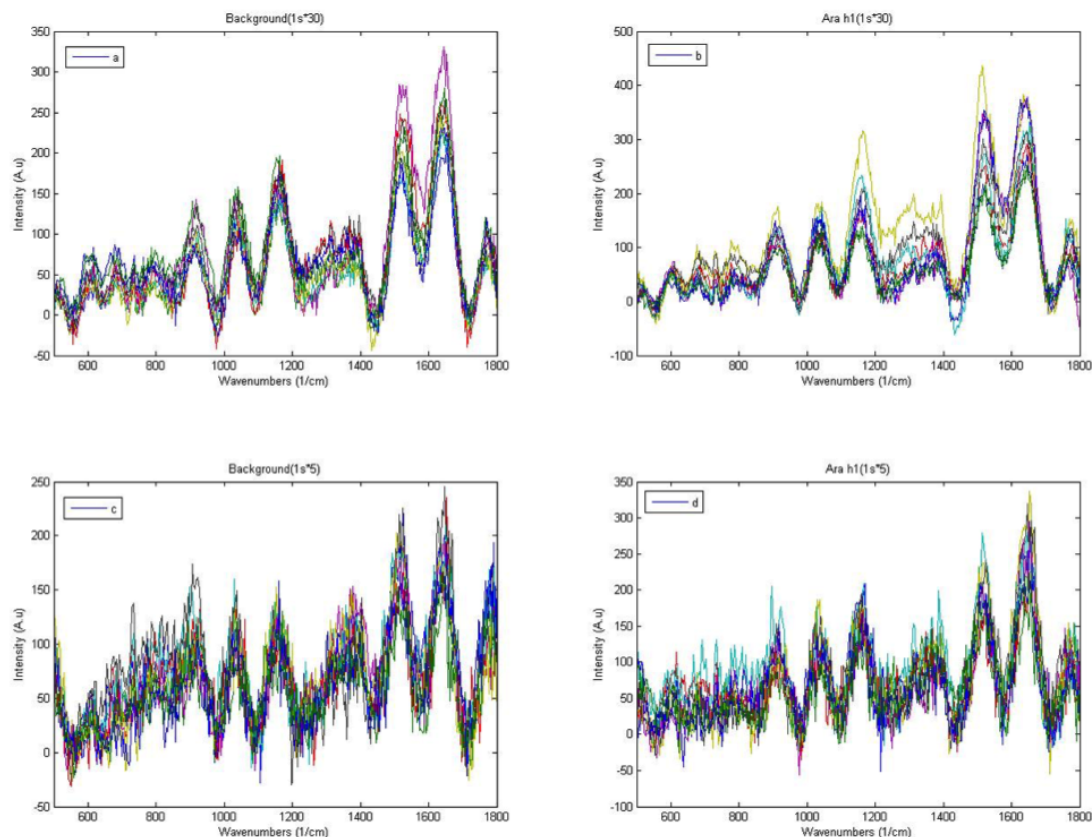 Background(1s*30)
a
Intensity (A.u)
350
300
250
200
150
100
50
0
-50
600 800 1000 1200 1400 1600 1800
Wavenumbers (1/cm)
Ara h1(1s*30)
b
Intensity (A.u)
500
400
300
200
100
0
-100
600 800 1000 1200 1400 1600 1800
Wavenumbers (1/cm)
Background(1s*5)
c
Intensity (A.u)
250
200
150
100
50
0
-50
600 800 1000 1200 1400 1600 1800
Wavenumbers (1/cm)
Ara h1(1s*5)
d
Intensity (A.u)
350
300
250
200
150
100
50
0
-50
-100
600 800 1000 1200 1400 1600 1800
Wavenumbers (1/cm)